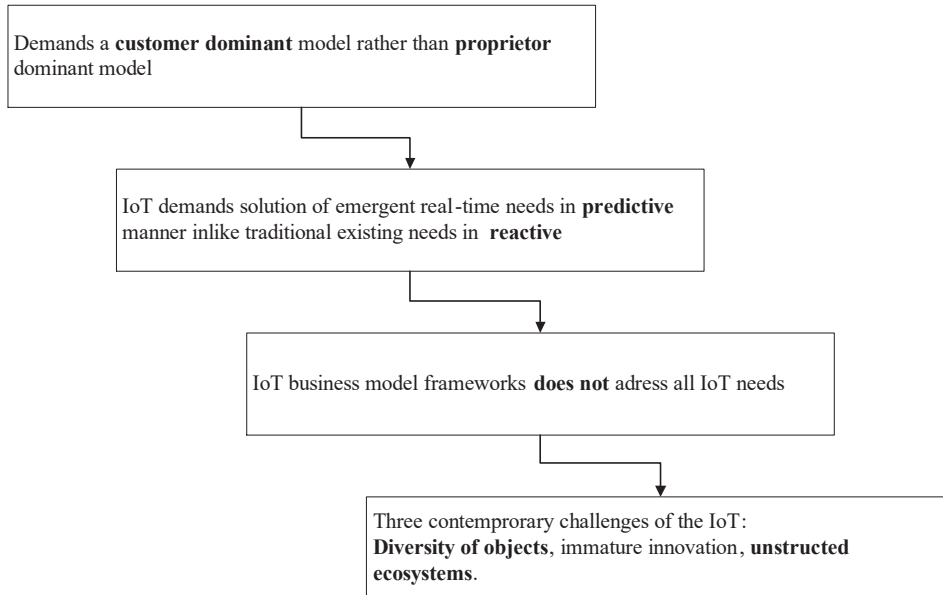 Demands a customer dominant model rather than proprietor
dominant model
IoT demands solution of emergent real-time needs in predictive
manner inlike traditional existing needs in reactive
IoT business model frameworks does not adress all IoT needs
Three contemprorary challenges of the IoT:
Diversity of objects, immature innovation, unstructed
ecosystems.